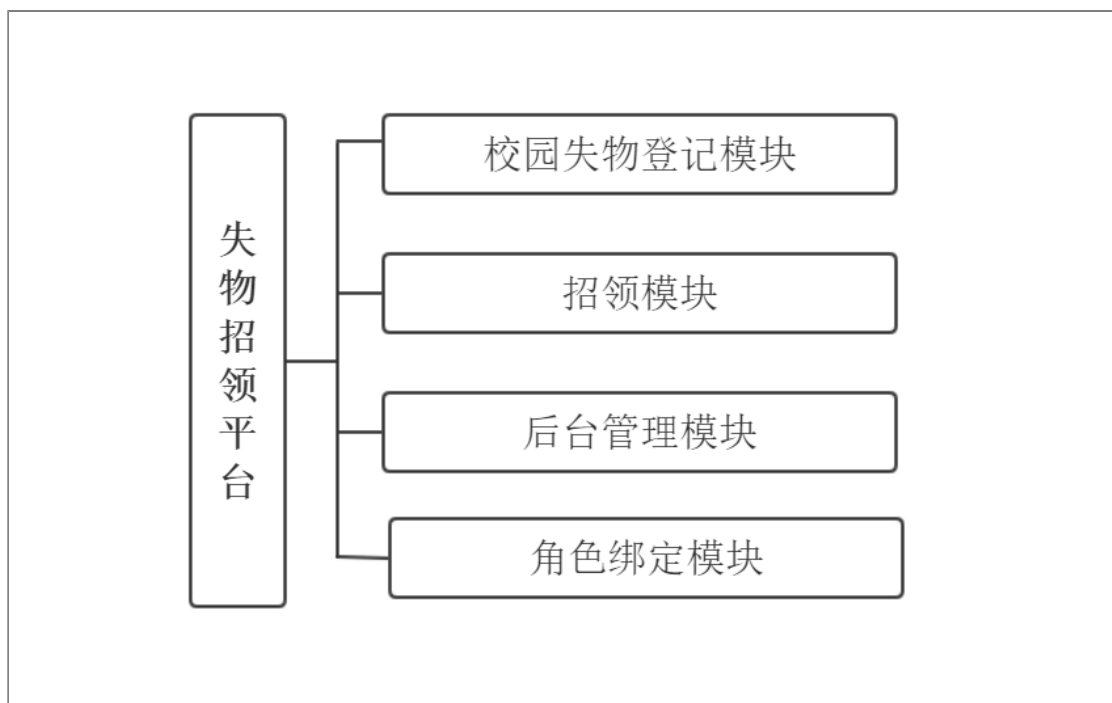 失物招领平台
校园失物登记模块
招领模块
后台管理模块
角色绑定模块